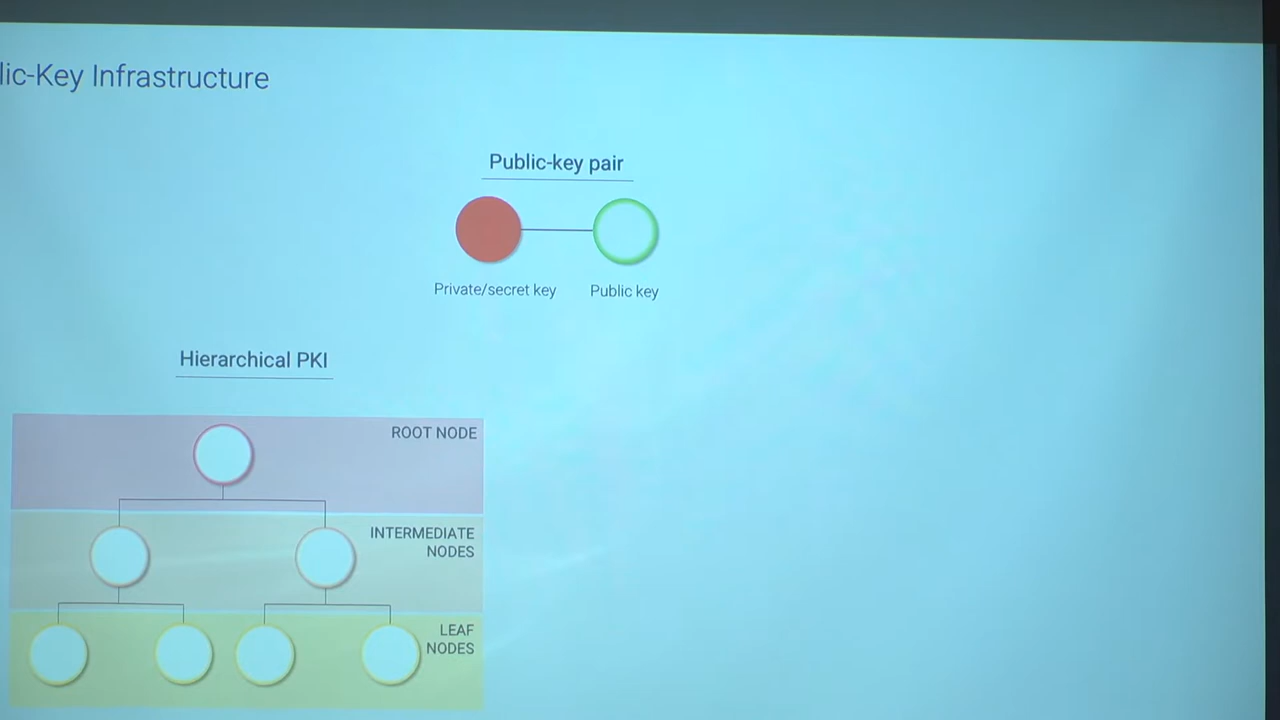 lic-Key Infrastructure
Public-key pair
Private/secret key
Public key
Hierarchical PKI
ROOT NODE
INTERMEDIATE
NODES
LEAF
NODES